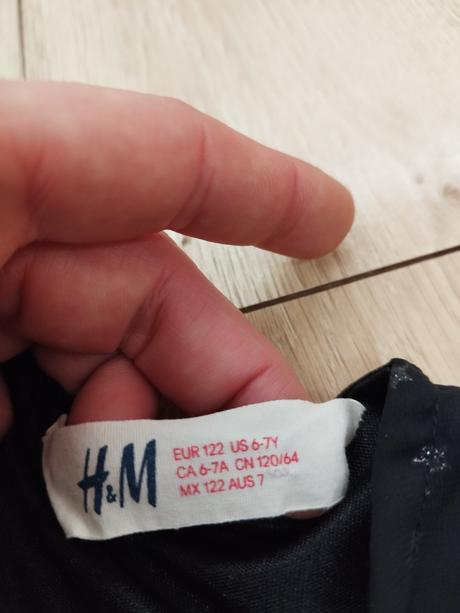 H&M
EUR 122 US 6-7Y
CA 6-7A CN 120/64
MX 122 AUS 7